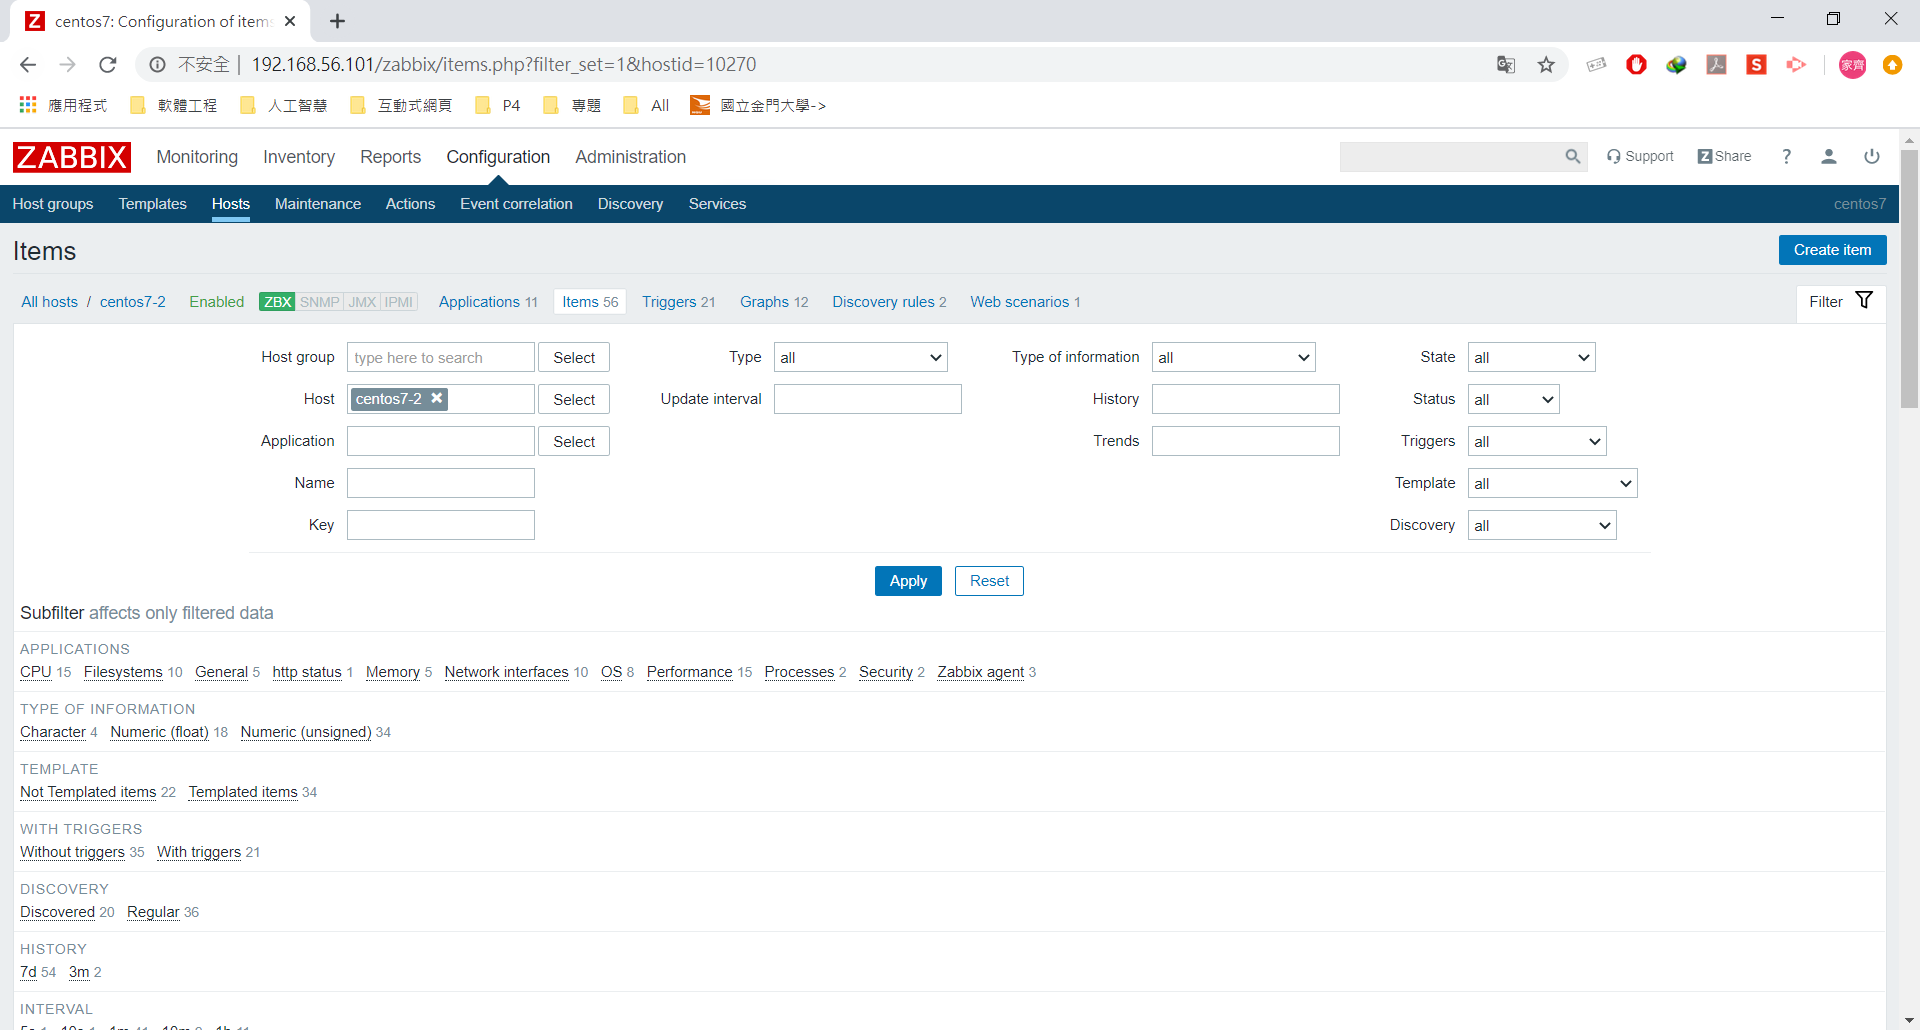 centos7: Configuration of items
不安全 192.168.56.101/zabbix/items.php?filter_set=1&hostid=10270
家齊
應用程式 軟體工程 人工智慧 互動式網頁 P4 專題 All 國立金門大學->
ZABBIX Monitoring Inventory Reports Configuration Administration Support Z Share ?
Host groups Templates Hosts Maintenance Actions Event correlation Discovery Services centos7
Items Create item
All hosts / centos7-2 Enabled ZBX SNMP JMX IPMI Applications 11 Items 56 Triggers 21 Graphs 12 Discovery rules 2 Web scenarios 1 Filter
Host group type here to search Select Type all Type of information all State all
Host centos7-2 Select Update interval History Status all
Application Select Trends Triggers all
Name Template all
Key Discovery all
Apply Reset
Subfilter affects only filtered data
APPLICATIONS
CPU 15 Filesystems 10 General 5 http status 1 Memory 5 Network interfaces 10 OS 8 Performance 15 Processes 2 Security 2 Zabbix agent 3
TYPE OF INFORMATION
Character 4 Numeric (float) 18 Numeric (unsigned) 34
TEMPLATE
Not Templated items 22 Templated items 34
WITH TRIGGERS
Without triggers 35 With triggers 21
DISCOVERY
Discovered 20 Regular 36
HISTORY
7d 54 3m 2
INTERVAL